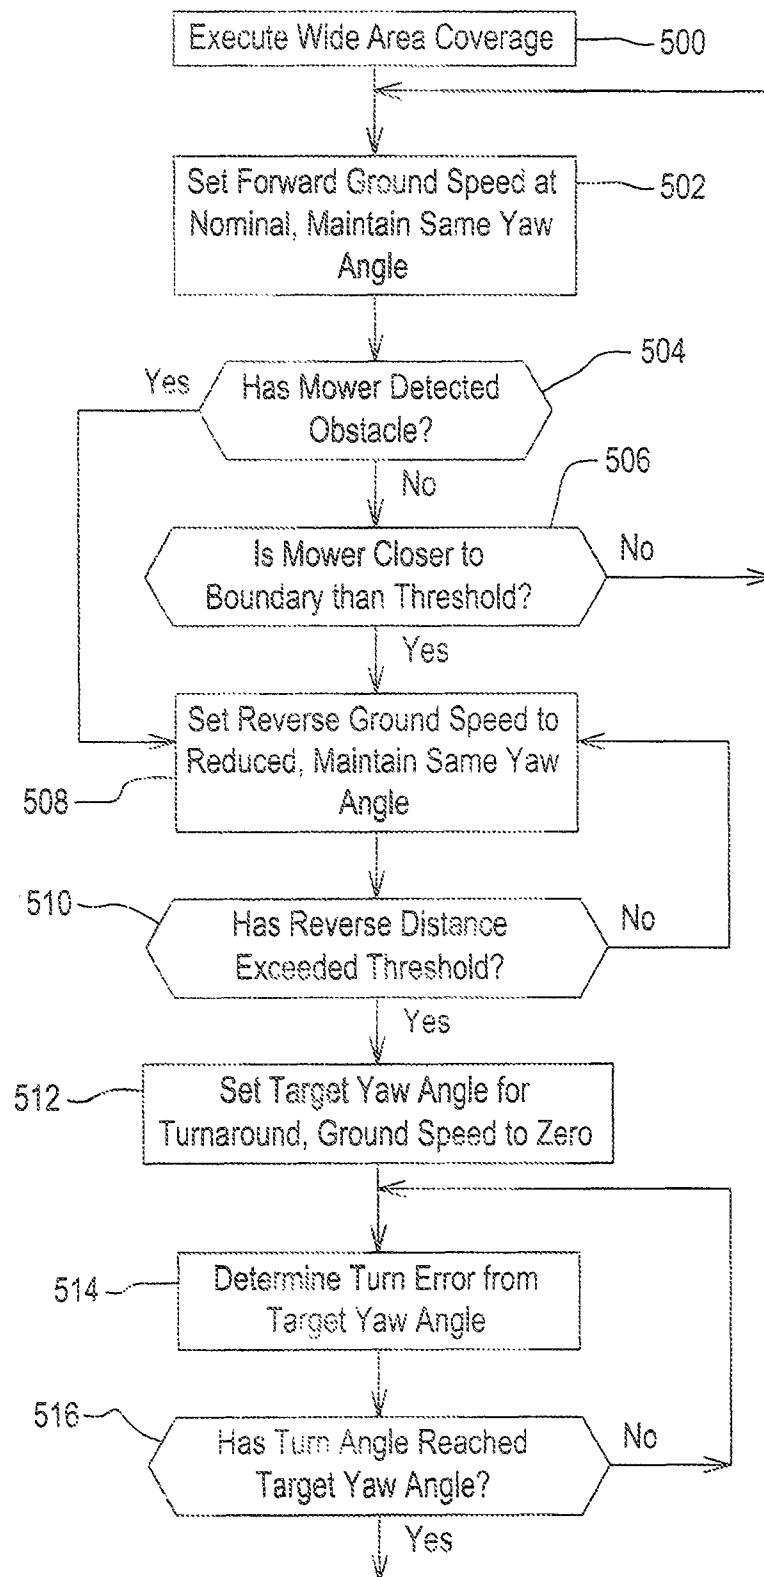 Execute Wide Area Coverage
500
Set Forward Ground Speed at
Nominal, Maintain Same Yaw
Angle
502
504
Yes
Has Mower Detected
Obstacle?
No
506
Is Mower Closer to
Boundary than Threshold?
No
Yes
Set Reverse Ground Speed to
Reduced, Maintain Same Yaw
Angle
508
510
Has Reverse Distance
Exceeded Threshold?
No
Yes
512
Set Target Yaw Angle for
Turnaround, Ground Speed to Zero
514
Determine Turn Error from
Target Yaw Angle
516
Has Turn Angle Reached
Target Yaw Angle?
No
Yes